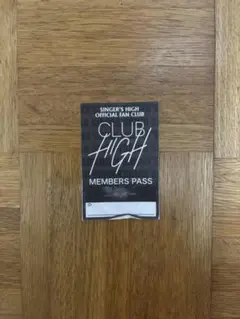 SINGER'S HIGH
OFFICIAL FAN CLUB
CLUB
HIGH
MEMBERS PASS